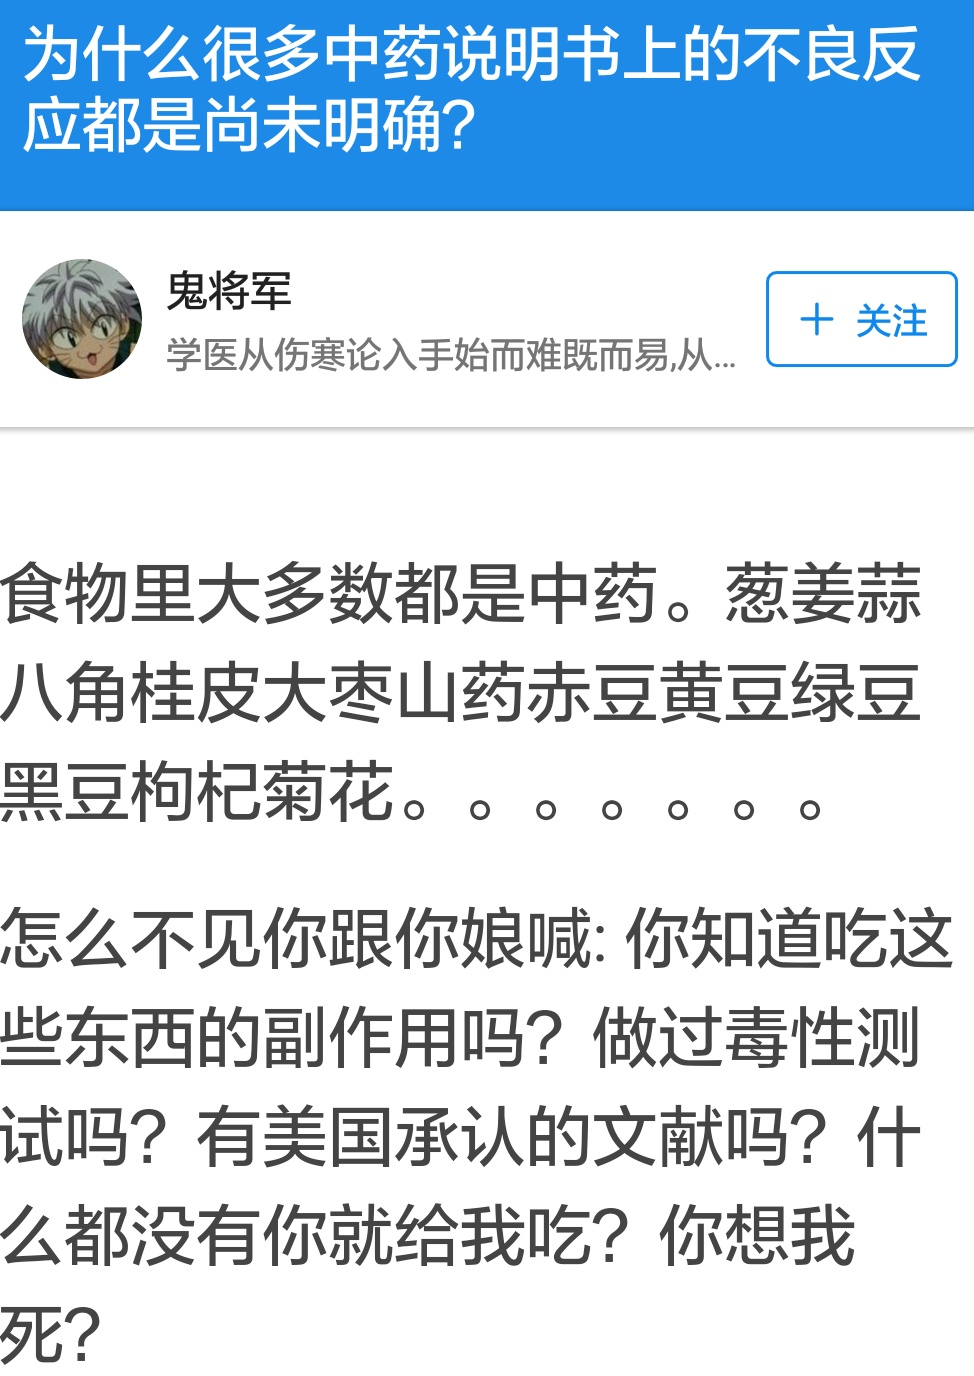 为什么很多中药说明书上的不良反
应都是尚未明确?
鬼将军
学医从伤寒论入手始而难既而易,从...
+ 关注
食物里大多数都是中药。葱姜蒜
八角桂皮大枣山药赤豆黄豆绿豆
黑豆枸杞菊花。。。。。。。
怎么不见你跟你娘喊: 你知道吃这
些东西的副作用吗? 做过毒性测
试吗? 有美国承认的文献吗? 什
么都没有你就给我吃? 你想我
死?